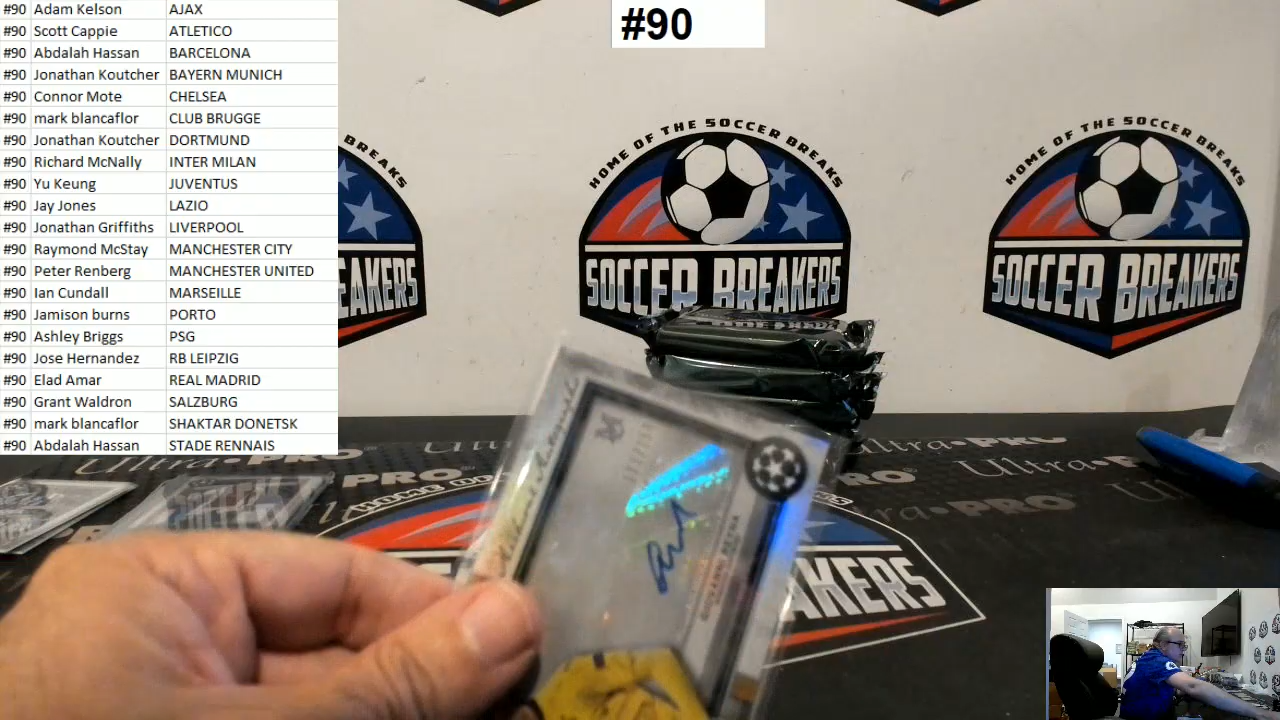 #90 Adam Kelson AJAX
#90 Scott Cappie ATLETICO
#90 Abdalah Hassan BARCELONA
#90 Jonathan Koutcher BAYERN MUNICH
#90 Connor Mote CHELSEA
#90 mark blancaflor CLUB BRUGGE
#90 Jonathan Koutcher DORTMUND
#90 Richard McNally INTER MILAN
#90 Yu Keung JUVENTUS
#90 Jay Jones LAZIO
#90 Jonathan Griffiths LIVERPOOL
#90 Raymond McStay MANCHESTER CITY
#90 Peter Renberg MANCHESTER UNITED
#90 Ian Cundall MARSEILLE
#90 Jamison burns PORTO
#90 Ashley Briggs PSG
#90 Jose Hernandez RB LEIPZIG
#90 Elad Amar REAL MADRID
#90 Grant Waldron SALZBURG
#90 mark blancaflor SHAKTAR DONETSK
#90 Abdalah Hassan STADE RENNAIS
#90
BREAKS
EAKERS
HOME OF THE SOCCER BREAKS
SOCCER BREAKERS
HOME OF THE SOCCER BREAKS
SOCCER BREAKERS
Ultra PRO
Ultra PRO
AKERS